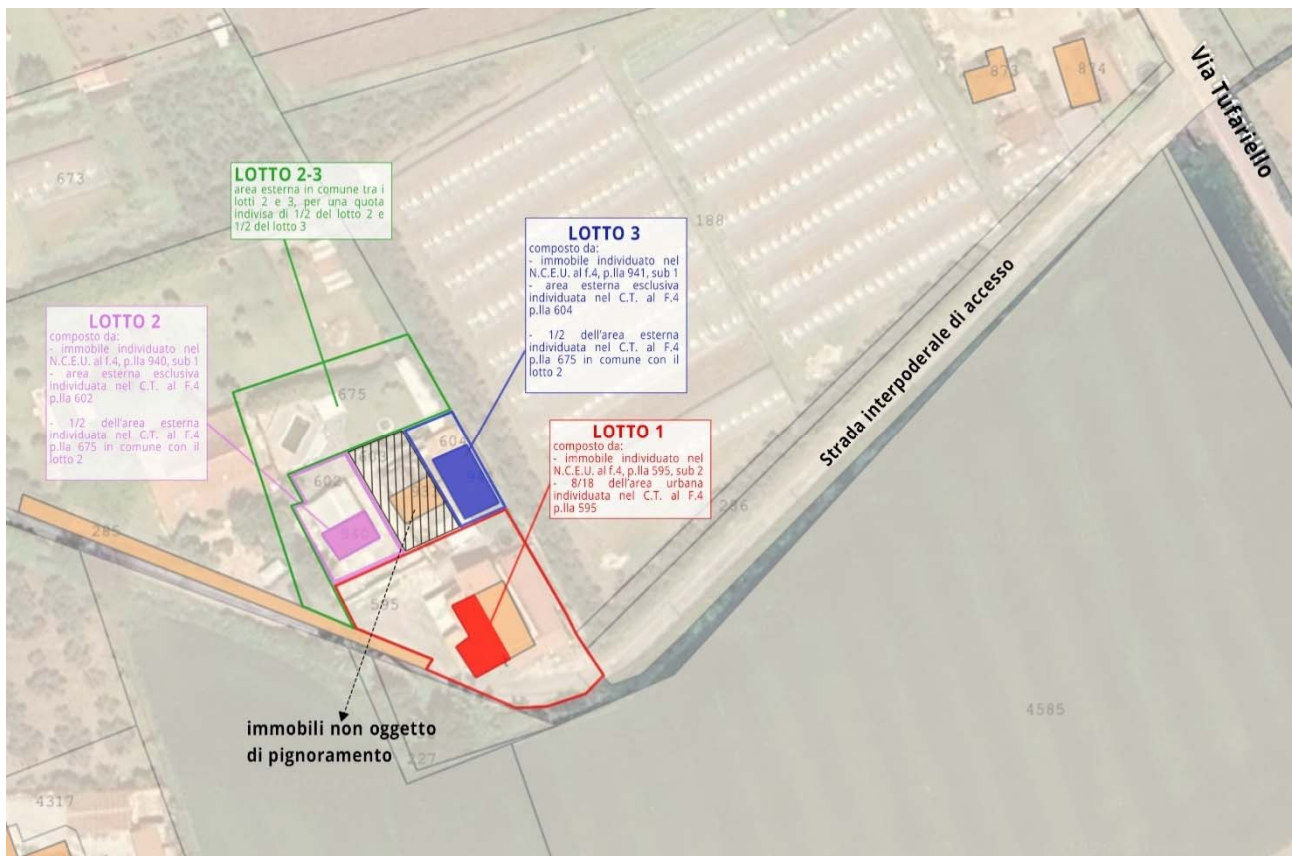 Via Tufariello
873
874
673
188
LOTTO 2-3
area esterna in comune tra i
lotti 2 e 3, per una quota
indivisa di 1/2 del lotto 2 e
1/2 del lotto 3
LOTTO 3
composto da:
- immobile individuato nel
N.C.E.U. al f.4, p.lla 941, sub 1
- area esterna esclusiva
individuata nel C.T. al F.4
p.lla 604
- 1/2 dell'area esterna
individuata nel C.T. al F.4
p.lla 675 in comune con il
lotto 2
Strada interpoderale di accesso
LOTTO 2
composto da:
- immobile individuato nel
N.C.E.U. al f.4, p.lla 940, sub 1
- area esterna esclusiva
individuata nel C.T. al F.4
p.lla 602
- 1/2 dell'area esterna
individuata nel C.T. al F.4
p.lla 675 in comune con il
lotto 2
675
604
LOTTO 1
composto da:
- immobile individuato nel
N.C.E.U. al f.4, p.lla 595, sub 2
- 8/18 dell'area urbana
individuata nel C.T. al F.4
p.lla 595
602
940
285
595
immobili non oggetto
di pignoramento
227
4585
4317